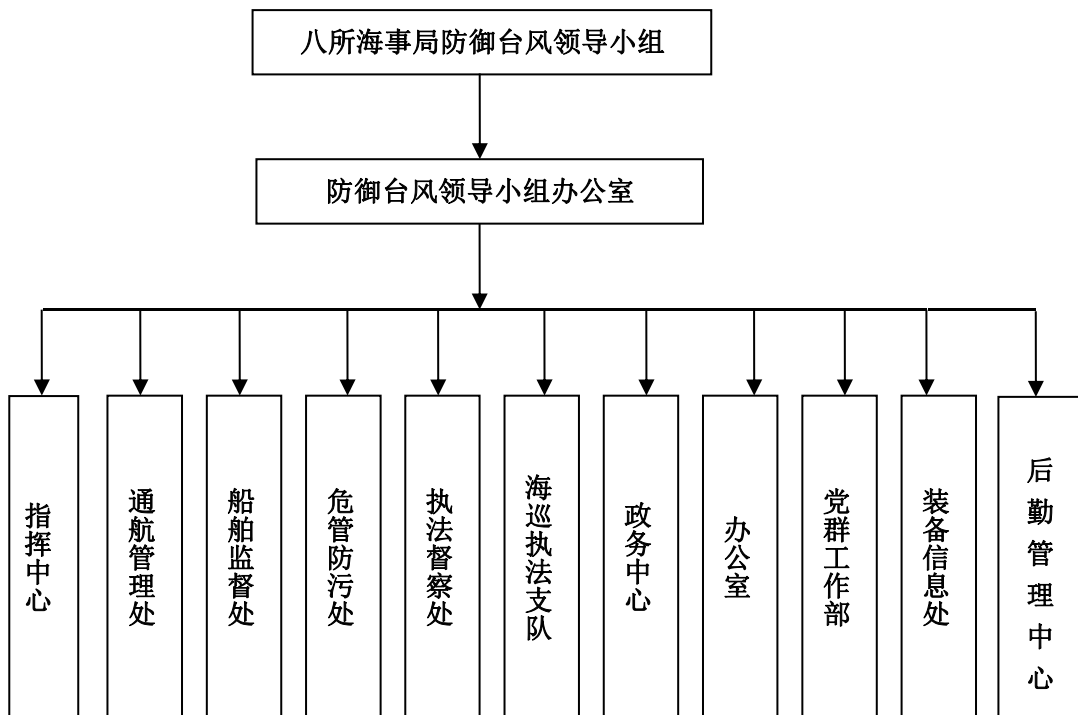 八所海事局防御台风领导小组
防御台风领导小组办公室
指挥中心
通航管理处
船舶监督处
危管防污处
执法督察处
海巡执法支队
政务中心
办公室
党群工作部
装备信息处
后勤管理中心